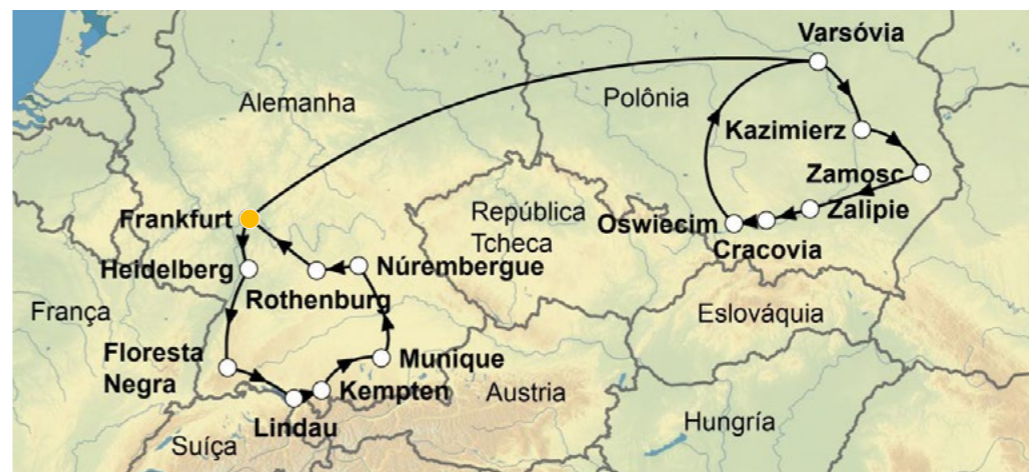 Varsóvia
Alemanha
Polônia
Kazimierz
Zamosc
Frankfurt
República
Tcheca
Oswiecim
Zalipie
Cracovia
Heidelberg
Núrembergue
Rothenburg
França
Eslováquia
Floresta
Negra
Munique
Kempten
Austria
Lindau
Hungría
Suíça